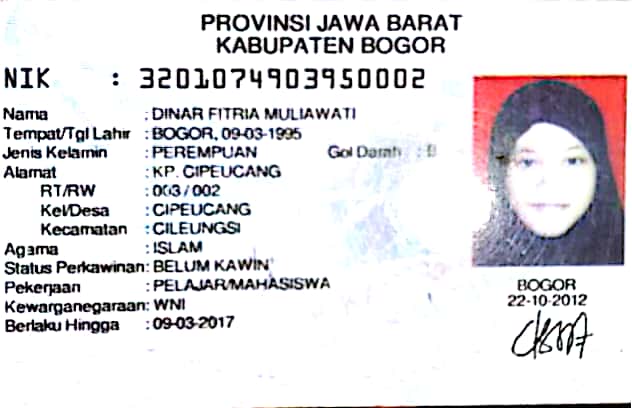 PROVINSI JAWA BARAT
KABUPATEN BOGOR
NIK : 3201074903950002
Nama : DINAR FITRIA MULIAWATI
Tempat/Tgl Lahir : BOGOR, 09-03-1995
Jenis Kelamin : PEREMPUAN Gol Darah : B
Alamat : KP. CIPEUCANG
RT/RW : 003 / 002
Kel/Desa : CIPEUCANG
Kecamatan : CILEUNGSI
Agama : ISLAM
Status Perkawinan: BELUM KAWIN
Pekerjaan : PELAJAR/MAHASISWA
Kewarganegaraan: WNI
Berlaku Hingga : 09-03-2017
BOGOR
22-10-2012